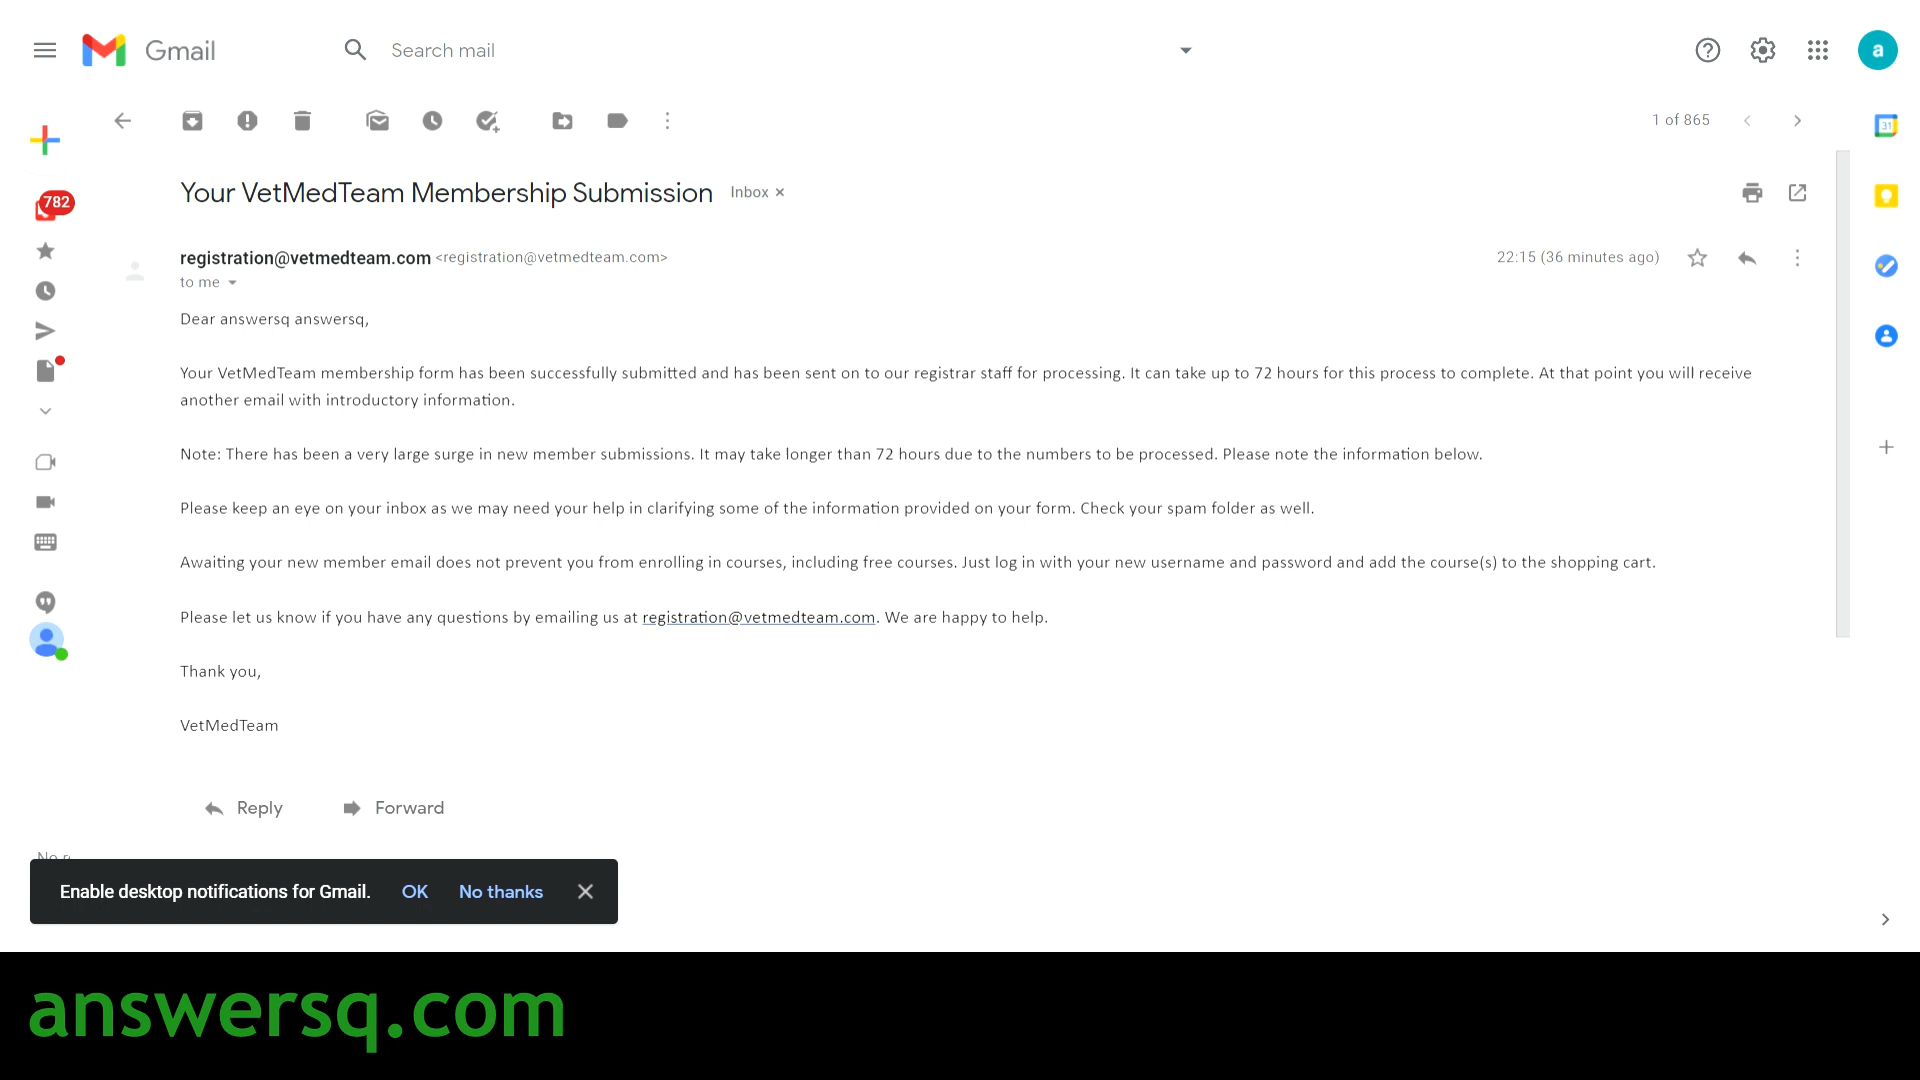 Gmail
Search mail
a
1 of 865
31
782
Your VetMedTeam Membership Submission Inbox ×
registration@vetmedteam.com <registration@vetmedteam.com> 22:15 (36 minutes ago)
to me
Dear answersq answersq,
Your VetMedTeam membership form has been successfully submitted and has been sent on to our registrar staff for processing. It can take up to 72 hours for this process to complete. At that point you will receive
another email with introductory information.
Note: There has been a very large surge in new member submissions. It may take longer than 72 hours due to the numbers to be processed. Please note the information below.
Please keep an eye on your inbox as we may need your help in clarifying some of the information provided on your form. Check your spam folder as well.
Awaiting your new member email does not prevent you from enrolling in courses, including free courses. Just log in with your new username and password and add the course(s) to the shopping cart.
Please let us know if you have any questions by emailing us at registration@vetmedteam.com. We are happy to help.
Thank you,
VetMedTeam
Reply Forward
Enable desktop notifications for Gmail. OK No thanks
answersq.com